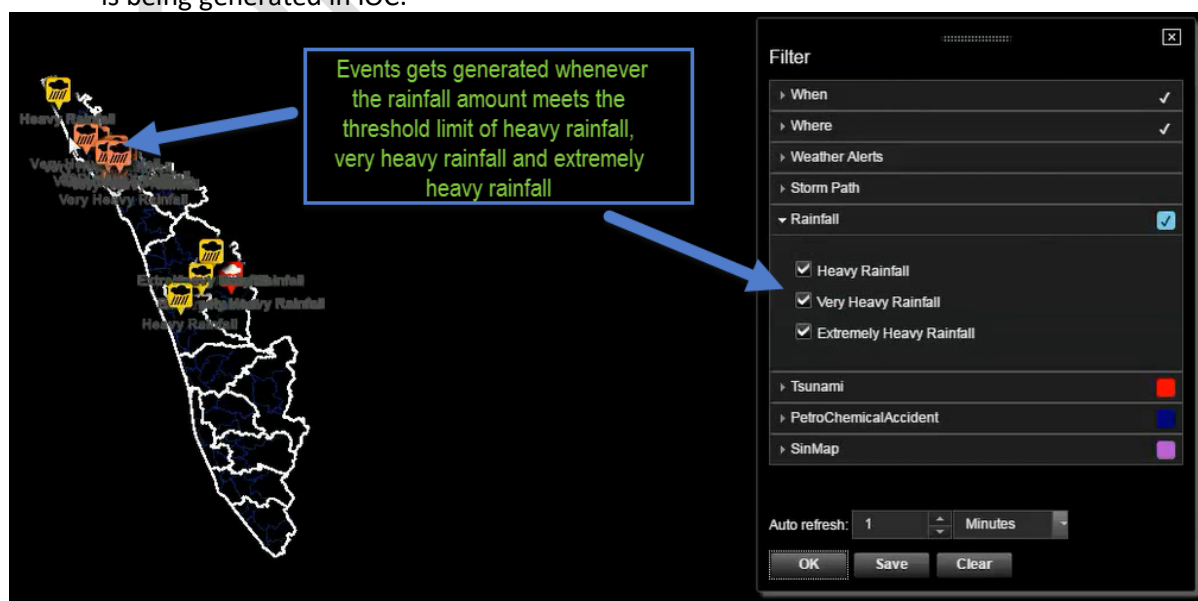 is being generated in IOC.
Events gets generated whenever
the rainfall amount meets the
threshold limit of heavy rainfall,
very heavy rainfall and extremely
heavy rainfall
Heavy Rainfall
Very Heavy Rainfall
Heavy Rainfall
Heavy Rainfall
Filter
When
Where
Weather Alerts
Storm Path
Rainfall
Heavy Rainfall
Very Heavy Rainfall
Extremely Heavy Rainfall
Tsunami
PetroChemicalAccident
SinMap
Auto refresh: 1 Minutes
OK Save Clear